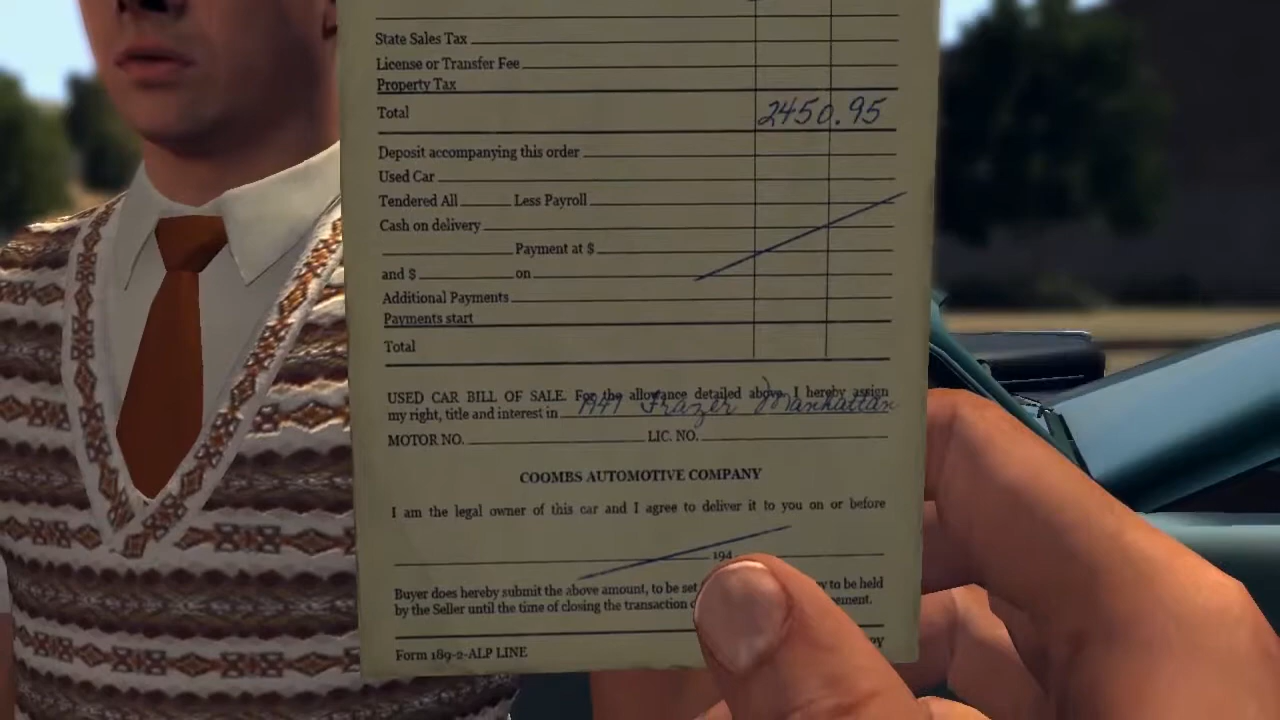 State Sales Tax
License or Transfer Fee
Property Tax
Total 2450.95
Deposit accompanying this order
Used Car
Tendered All Less Payroll
Cash on delivery
Payment at $
and $ on
Additional Payments
Payments start
Total
USED CAR BILL OF SALE. For the allowance detailed above, I hereby assign
my right, title and interest in 1947 Frazer Manhattan
MOTOR NO. LIC. NO.
COOMBS AUTOMOTIVE COMPANY
I am the legal owner of this car and I agree to deliver it to you on or before
194
Buyer does hereby submit the above amount, to be set to be held
by the Seller until the time of closing the transaction
Form 189-2-ALP LINE